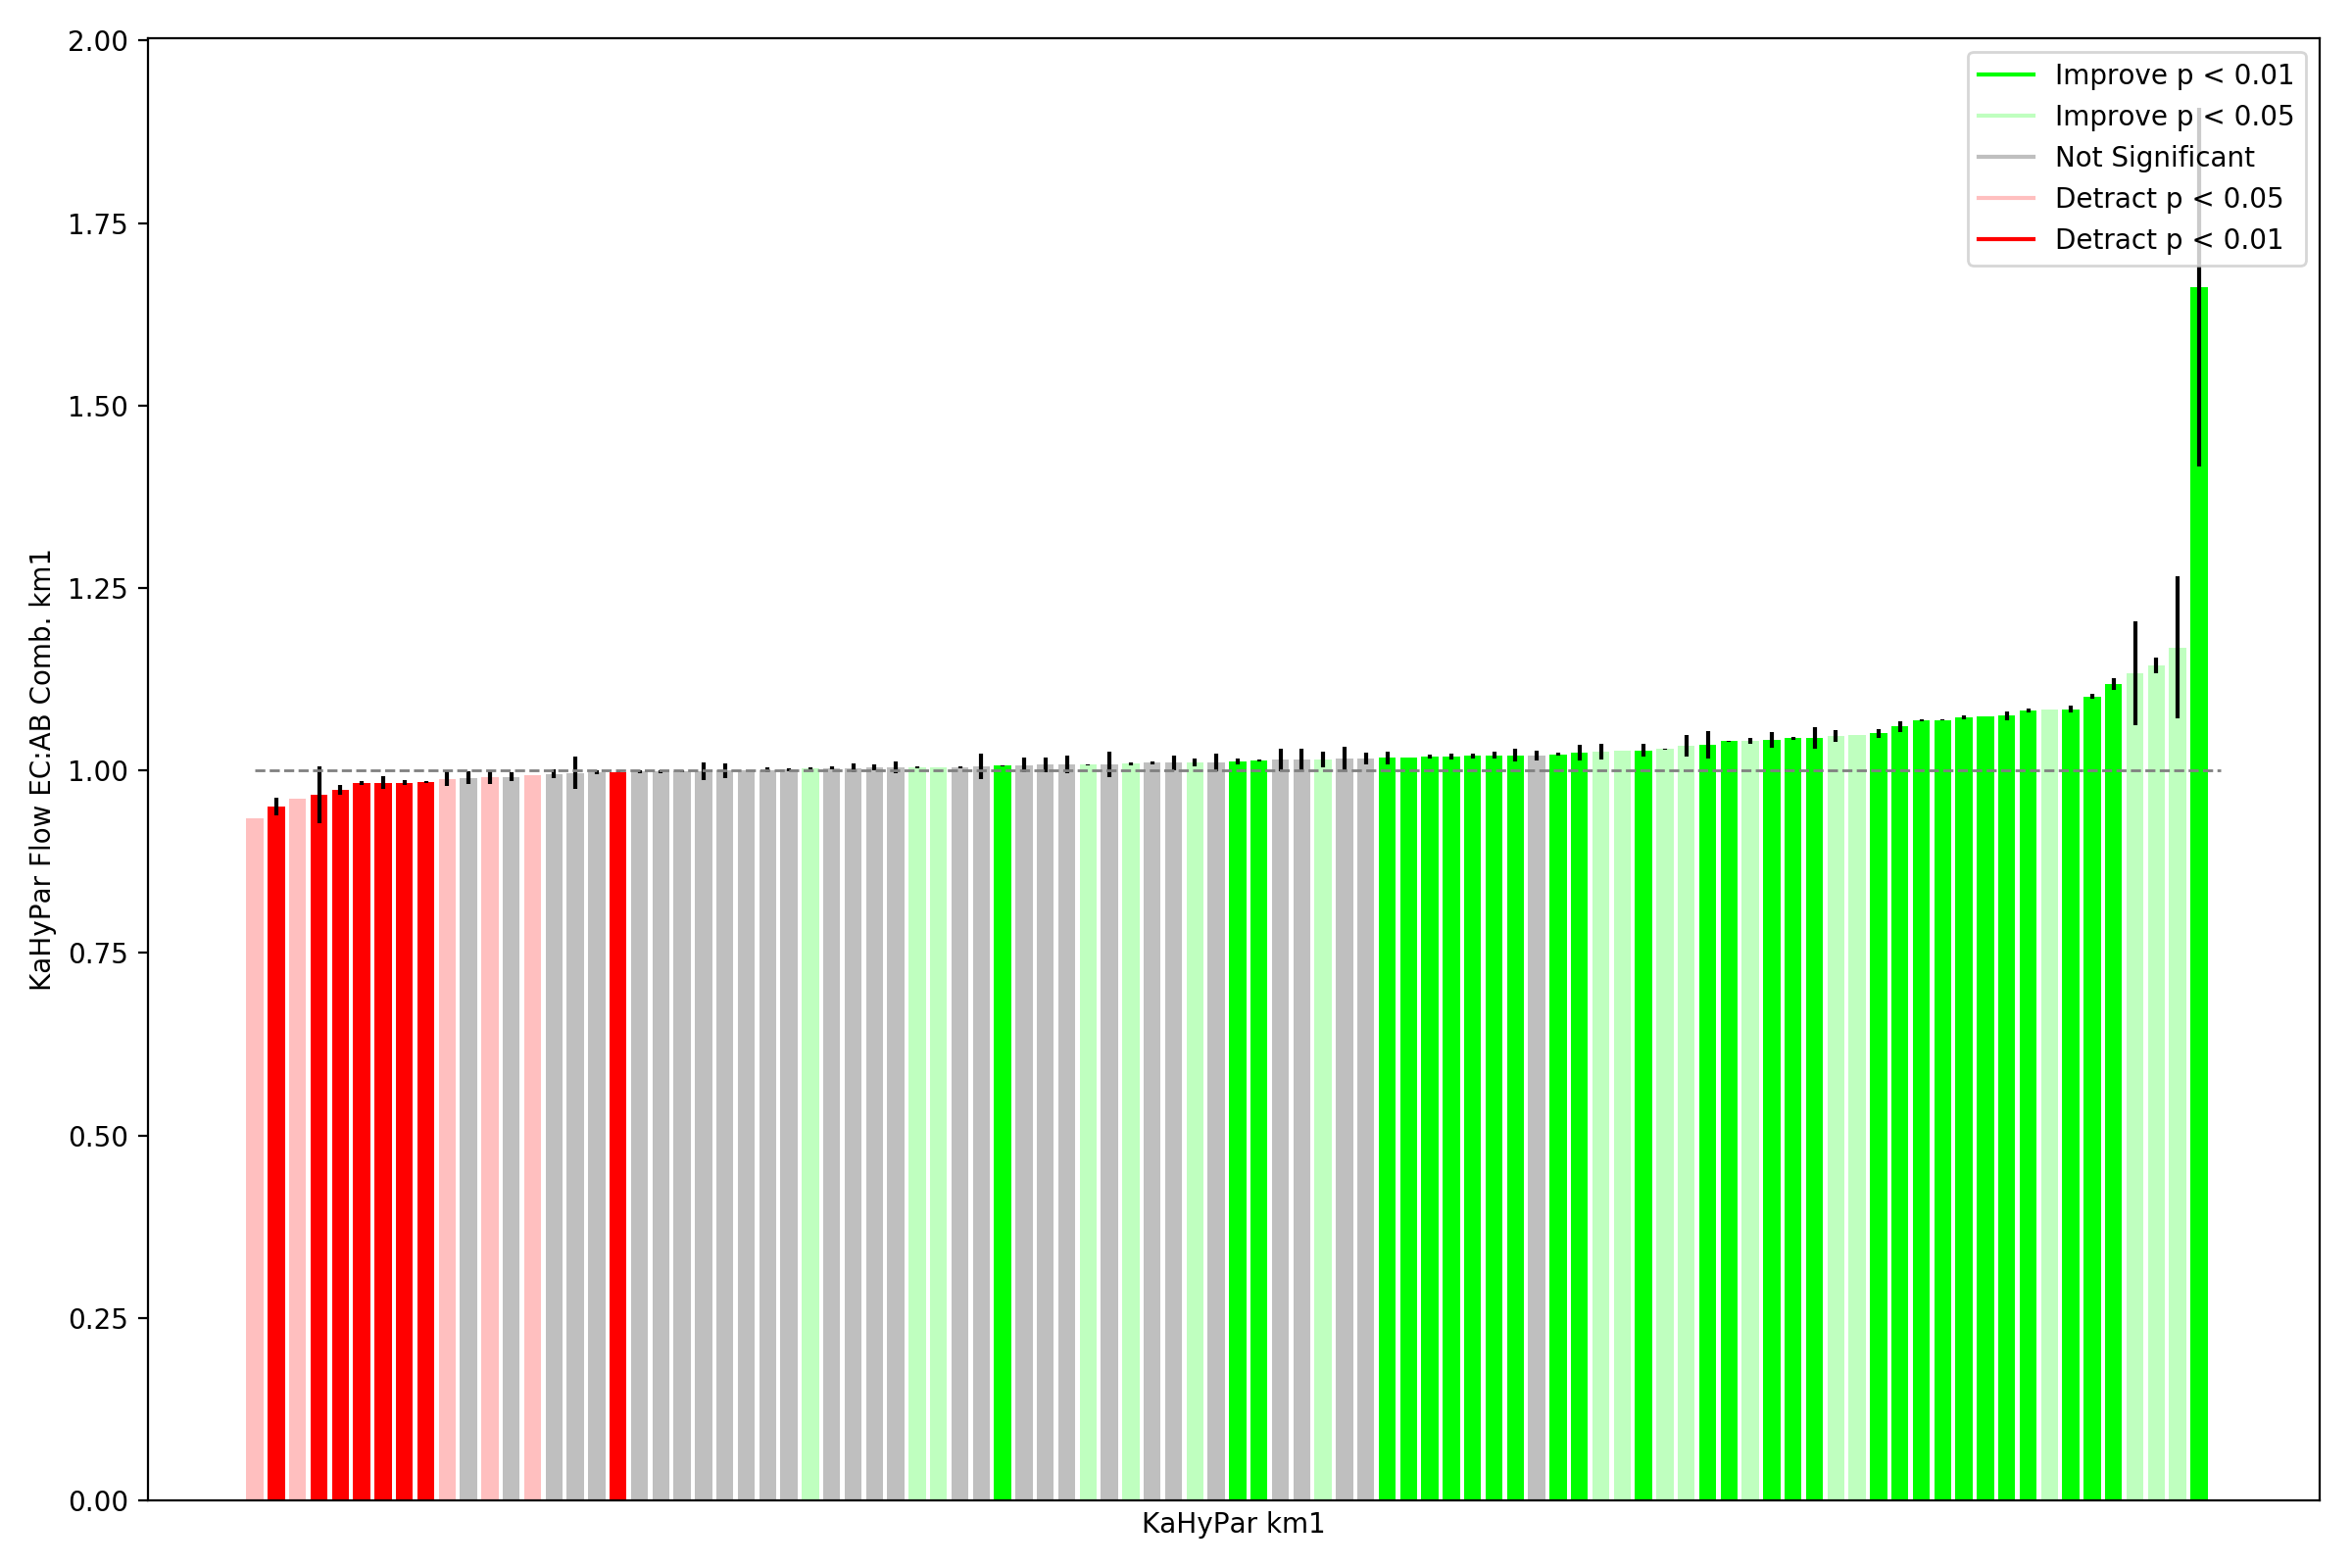 2.00
1.75
1.50
1.25
1.00
0.75
0.50
0.25
0.00
KaHyPar Flow EC:AB Comb. km1
KaHyPar km1
Improve p < 0.01
Improve p < 0.05
Not Significant
Detract p < 0.05
Detract p < 0.01